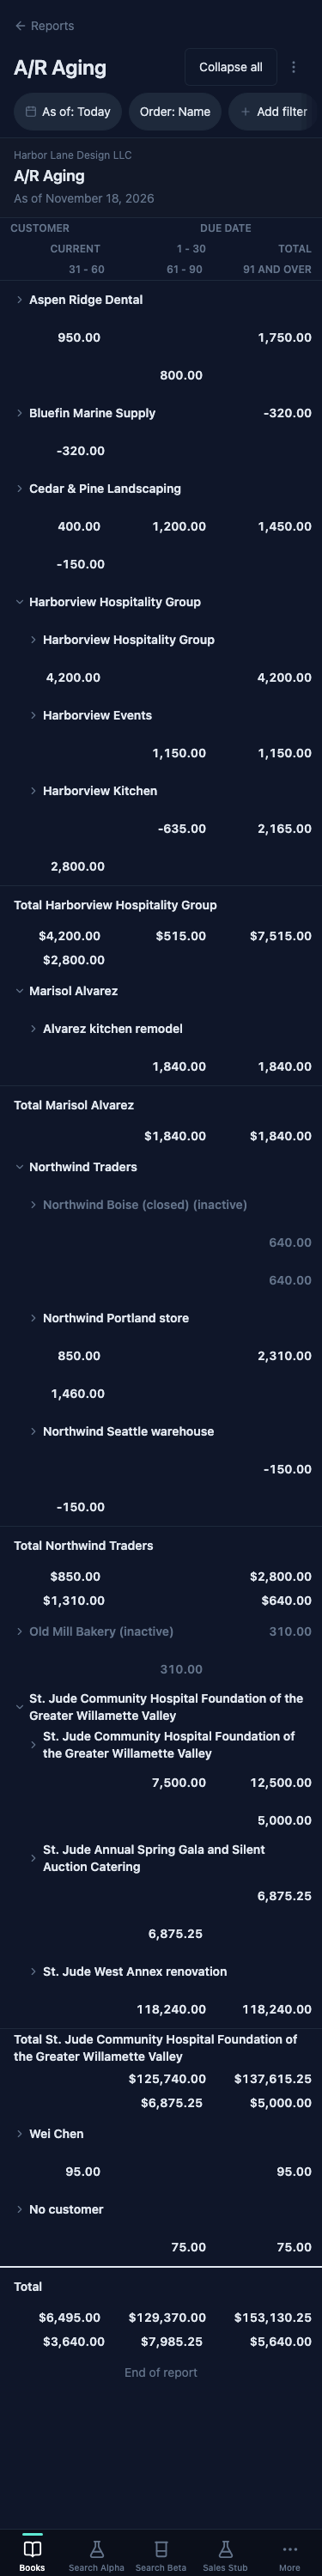 Reports
A/R Aging
Collapse all
As of: Today
Order: Name
Add filter
Harbor Lane Design LLC
A/R Aging
As of November 18, 2026
CUSTOMER DUE DATE
CURRENT 1 - 30 TOTAL
31 - 60 61 - 90 91 AND OVER
Aspen Ridge Dental
950.00 1,750.00
800.00
Bluefin Marine Supply -320.00
-320.00
Cedar & Pine Landscaping
400.00 1,200.00 1,450.00
-150.00
Harborview Hospitality Group
Harborview Hospitality Group
4,200.00 4,200.00
Harborview Events
1,150.00 1,150.00
Harborview Kitchen
-635.00 2,165.00
2,800.00
Total Harborview Hospitality Group
$4,200.00 $515.00 $7,515.00
$2,800.00
Marisol Alvarez
Alvarez kitchen remodel
1,840.00 1,840.00
Total Marisol Alvarez
$1,840.00 $1,840.00
Northwind Traders
Northwind Boise (closed) (inactive)
640.00
640.00
Northwind Portland store
850.00 2,310.00
1,460.00
Northwind Seattle warehouse
-150.00
-150.00
Total Northwind Traders
$850.00 $2,800.00
$1,310.00 $640.00
Old Mill Bakery (inactive) 310.00
310.00
St. Jude Community Hospital Foundation of the
Greater Willamette Valley
St. Jude Community Hospital Foundation of
the Greater Willamette Valley
7,500.00 12,500.00
5,000.00
St. Jude Annual Spring Gala and Silent
Auction Catering
6,875.25
6,875.25
St. Jude West Annex renovation
118,240.00 118,240.00
Total St. Jude Community Hospital Foundation of
the Greater Willamette Valley
$125,740.00 $137,615.25
$6,875.25 $5,000.00
Wei Chen
95.00 95.00
No customer
75.00 75.00
Total
$6,495.00 $129,370.00 $153,130.25
$3,640.00 $7,985.25 $5,640.00
End of report
Books Search Alpha Search Beta Sales Stub More